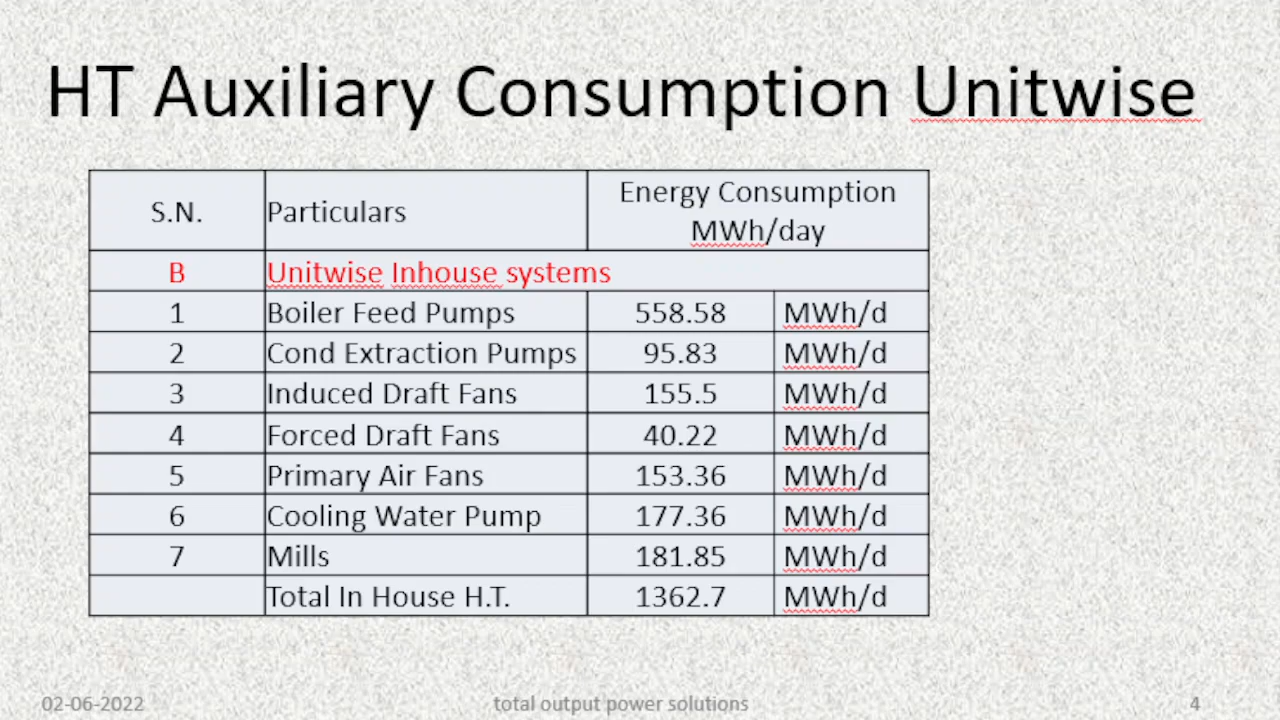 HT Auxiliary Consumption Unitwise
S.N. Particulars Energy Consumption
MWh/day
B Unitwise Inhouse systems
1 Boiler Feed Pumps 558.58 MWh/d
2 Cond Extraction Pumps 95.83 MWh/d
3 Induced Draft Fans 155.5 MWh/d
4 Forced Draft Fans 40.22 MWh/d
5 Primary Air Fans 153.36 MWh/d
6 Cooling Water Pump 177.36 MWh/d
7 Mills 181.85 MWh/d
Total In House H.T. 1362.7 MWh/d
02-06-2022 total output power solutions 4